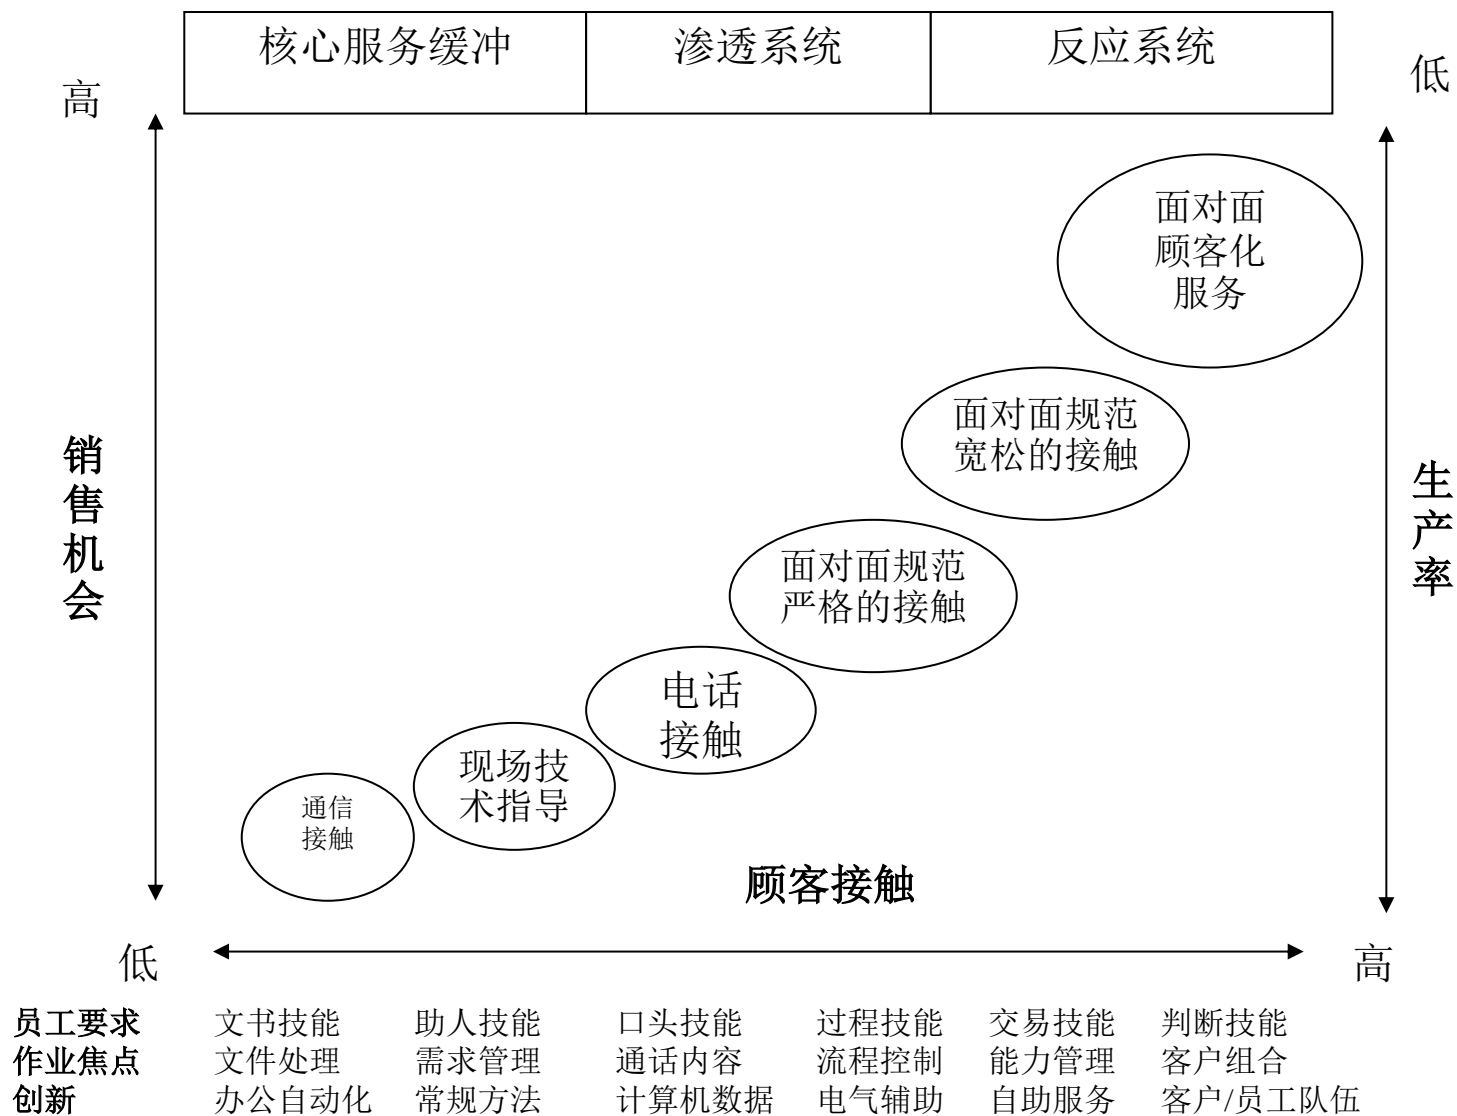 核心服务缓冲 渗透系统 反应系统
高
低
面对面
顾客化
服务
面对面规范
宽松的接触
销
售
机
会
生
产
率
面对面规范
严格的接触
电话
接触
现场技
术指导
通信
接触
顾客接触
低
高
员工要求 文书技能 助人技能 口头技能 过程技能 交易技能 判断技能
作业焦点 文件处理 需求管理 通话内容 流程控制 能力管理 客户组合
创新 办公自动化 常规方法 计算机数据 电气辅助 自助服务 客户/员工队伍